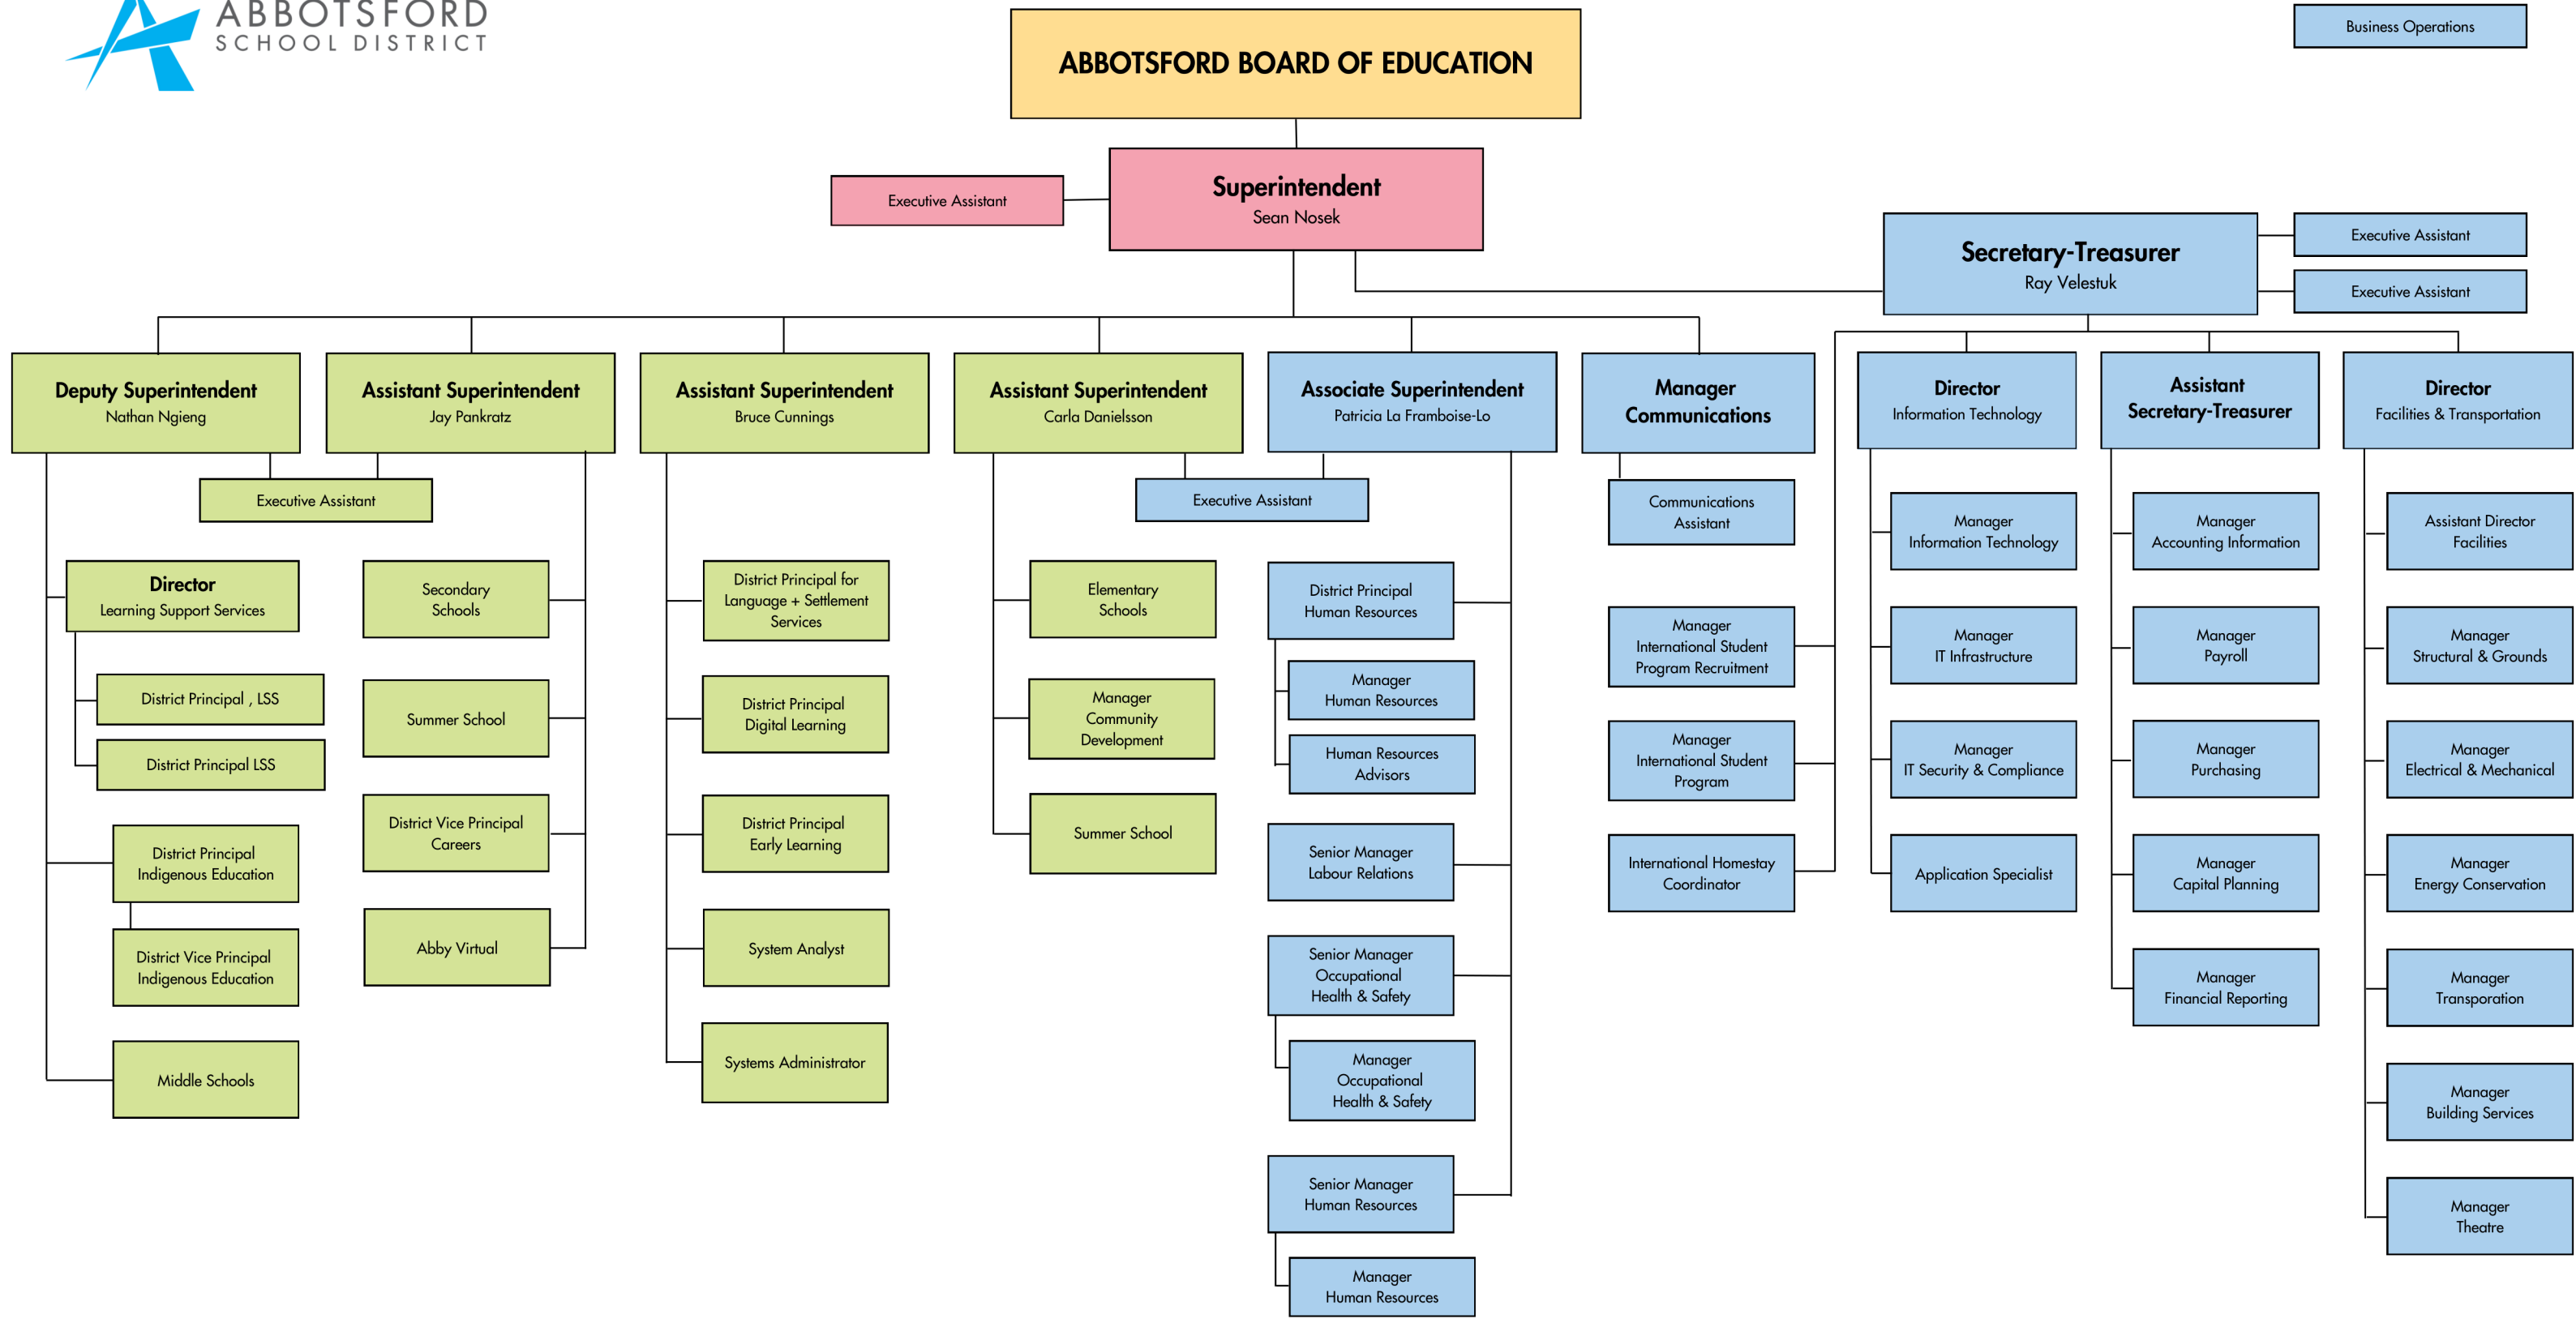 ABBOTSFORD
SCHOOL DISTRICT
Business Operations
ABBOTSFORD BOARD OF EDUCATION
Superintendent
Sean Nosek
Executive Assistant
Secretary-Treasurer
Ray Velestuk
Executive Assistant
Executive Assistant
Deputy Superintendent
Nathan Ngieng
Assistant Superintendent
Jay Pankratz
Assistant Superintendent
Bruce Cunnings
Assistant Superintendent
Carla Danielsson
Associate Superintendent
Patricia La Framboise-Lo
Manager
Communications
Director
Information Technology
Assistant
Secretary-Treasurer
Director
Facilities & Transportation
Executive Assistant
Executive Assistant
Director
Learning Support Services
District Principal , LSS
District Principal LSS
District Principal
Indigenous Education
District Vice Principal
Indigenous Education
Middle Schools
Secondary
Schools
Summer School
District Vice Principal
Careers
Abby Virtual
District Principal for
Language + Settlement
Services
District Principal
Digital Learning
District Principal
Early Learning
System Analyst
Systems Administrator
Elementary
Schools
Manager
Community
Development
Summer School
District Principal
Human Resources
Manager
Human Resources
Human Resources
Advisors
Senior Manager
Labour Relations
Senior Manager
Occupational
Health & Safety
Manager
Occupational
Health & Safety
Senior Manager
Human Resources
Manager
Human Resources
Communications
Assistant
Manager
International Student
Program Recruitment
Manager
International Student
Program
International Homestay
Coordinator
Manager
Information Technology
Manager
IT Infrastructure
Manager
IT Security & Compliance
Application Specialist
Manager
Accounting Information
Manager
Payroll
Manager
Purchasing
Manager
Capital Planning
Manager
Financial Reporting
Assistant Director
Facilities
Manager
Structural & Grounds
Manager
Electrical & Mechanical
Manager
Energy Conservation
Manager
Transporation
Manager
Building Services
Manager
Theatre